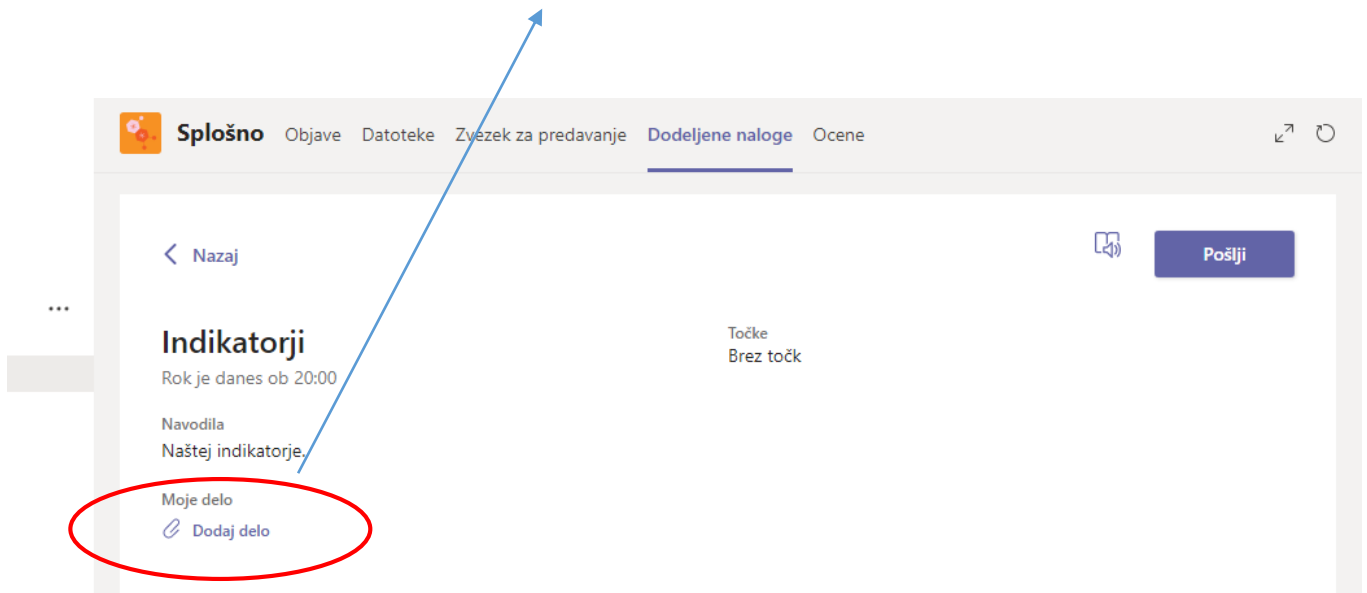 Splošno Objave Datoteke Zvezek za predavanje Dodeljene naloge Ocene
Nazaj
Pošlji
Indikatorji
Rok je danes ob 20:00
Točke
Brez točk
Navodila
Naštej indikatorje.
Moje delo
Dodaj delo